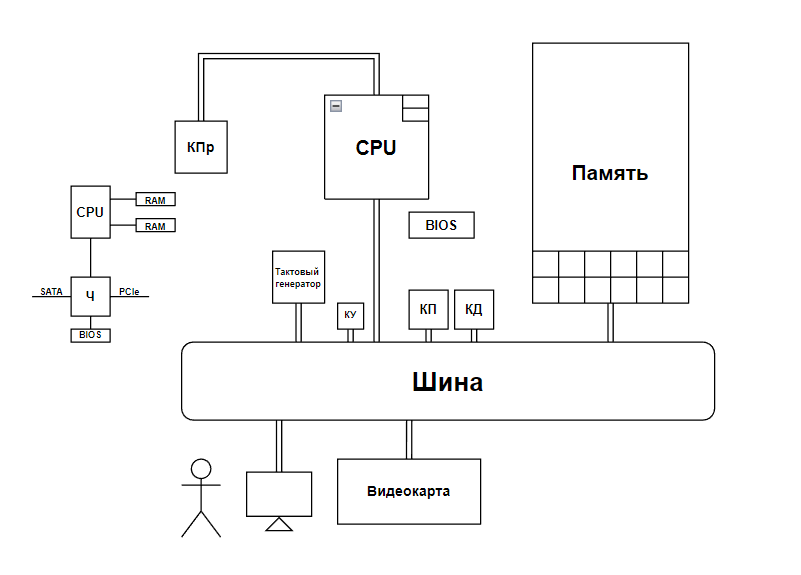 КПр
CPU
Память
CPU
RAM
RAM
BIOS
Тактовый
генератор
SATA
Ч
PCIe
КУ
КП
КД
BIOS
Шина
Видеокарта